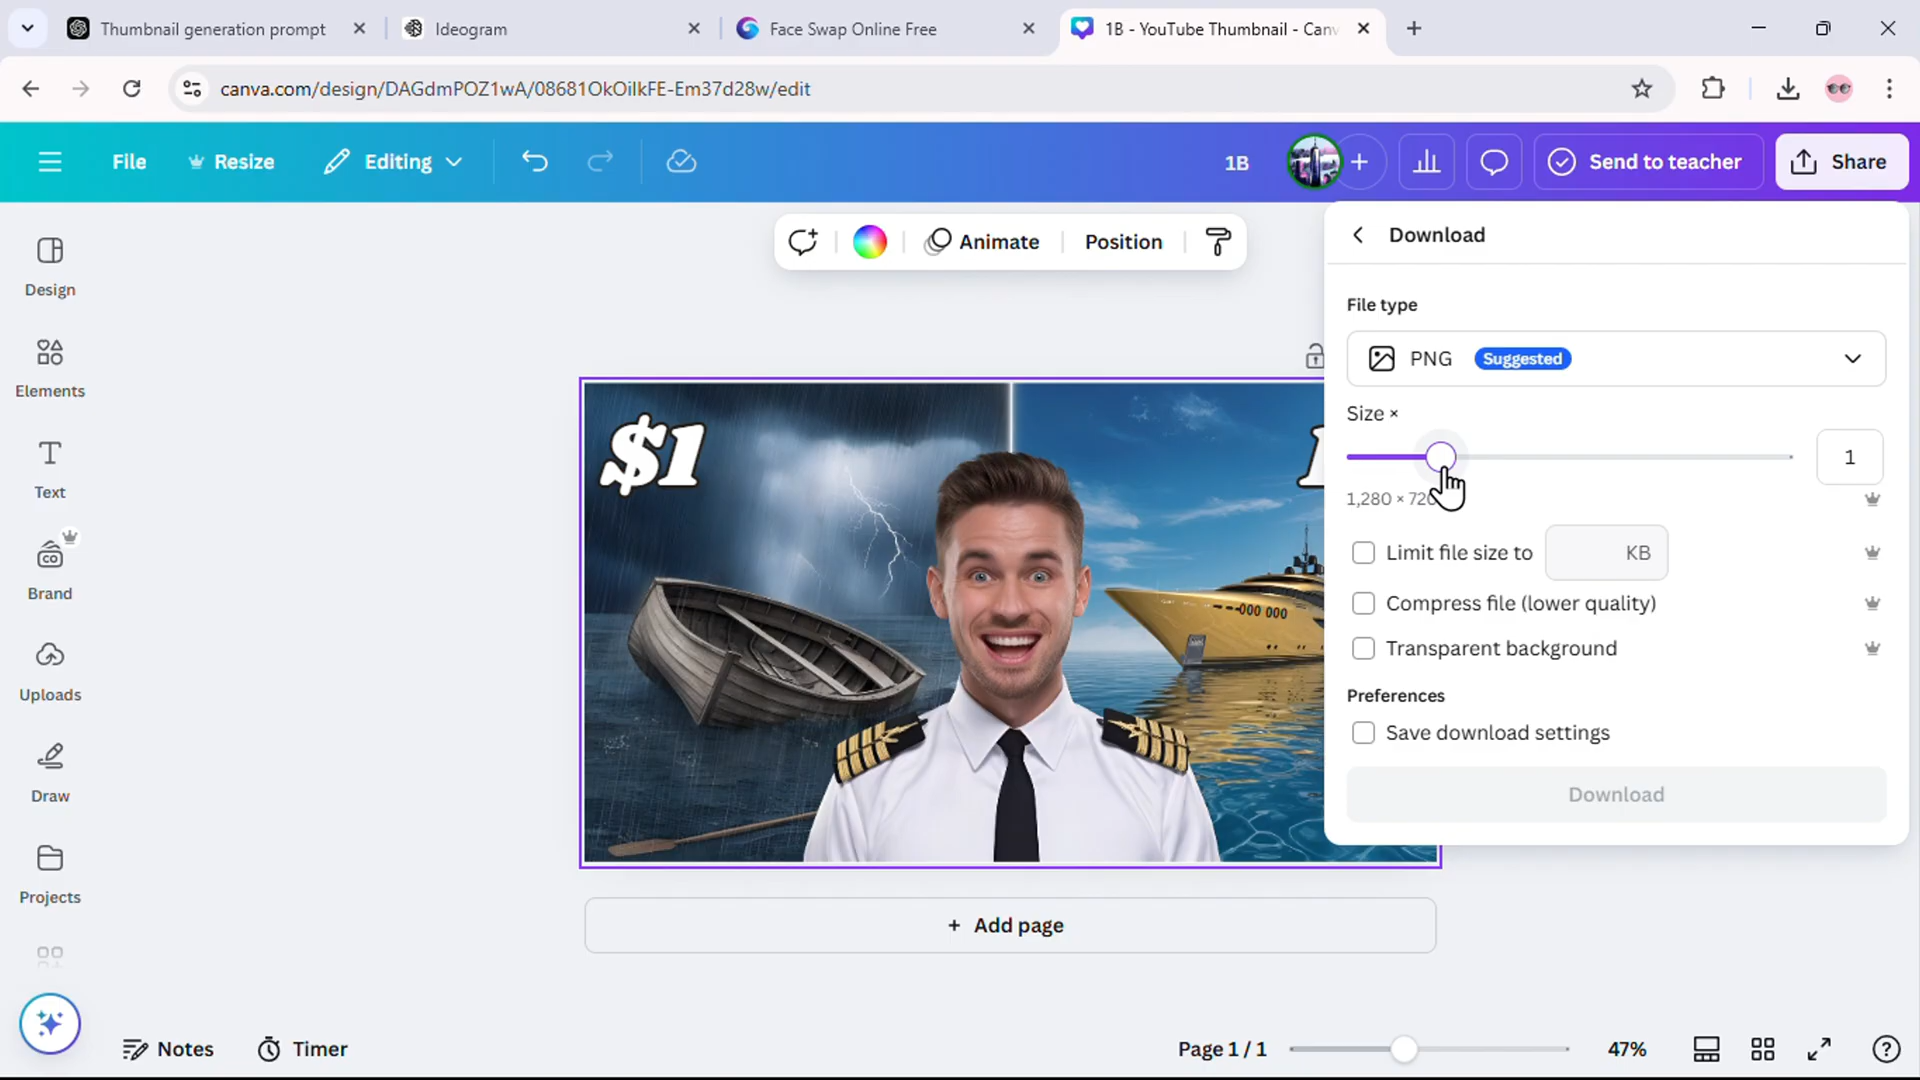 Thumbnail generation prompt
Ideogram
Face Swap Online Free
1B - YouTube Thumbnail - Canv
canva.com/design/DAGdmPOZ1wA/08681OkOilkFE-Em37d28w/edit
File
Resize
Editing
1B
Send to teacher
Share
Animate
Position
Download
Design
Elements
Text
Brand
Uploads
Draw
Projects
$1
File type
PNG
Suggested
Size ×
1
1,280 × 720
Limit file size to
KB
Compress file (lower quality)
Transparent background
Preferences
Save download settings
Download
+ Add page
Notes
Timer
Page 1 / 1
47%